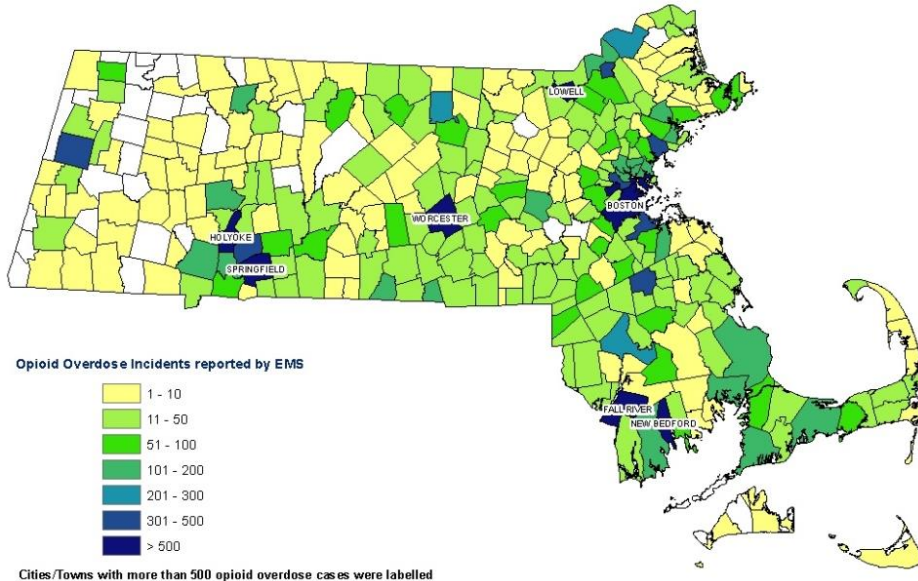 LOWELL
BOSTON
WORCESTER
HOLYOKE
SPRINGFIELD
Opioid Overdose Incidents reported by EMS
1 - 10
11 - 50
51 - 100
101 - 200
201 - 300
301 - 500
> 500
FALL RIVER
NEW BEDFORD
Cities/Towns with more than 500 opioid overdose cases were labelled